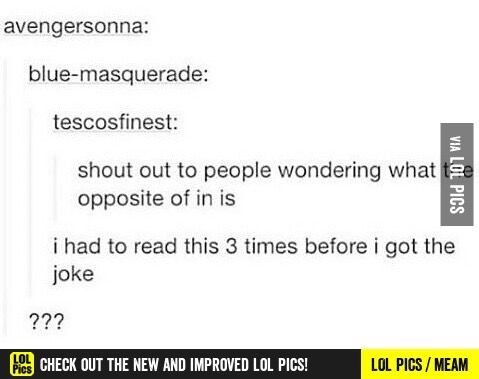 avengersonna:
blue-masquerade:
tescosfinest:
shout out to people wondering what the
opposite of in is
i had to read this 3 times before i got the
joke
???
VIA LOL PICS
LOL
Pics
CHECK OUT THE NEW AND IMPROVED LOL PICS!
LOL PICS / MEAM